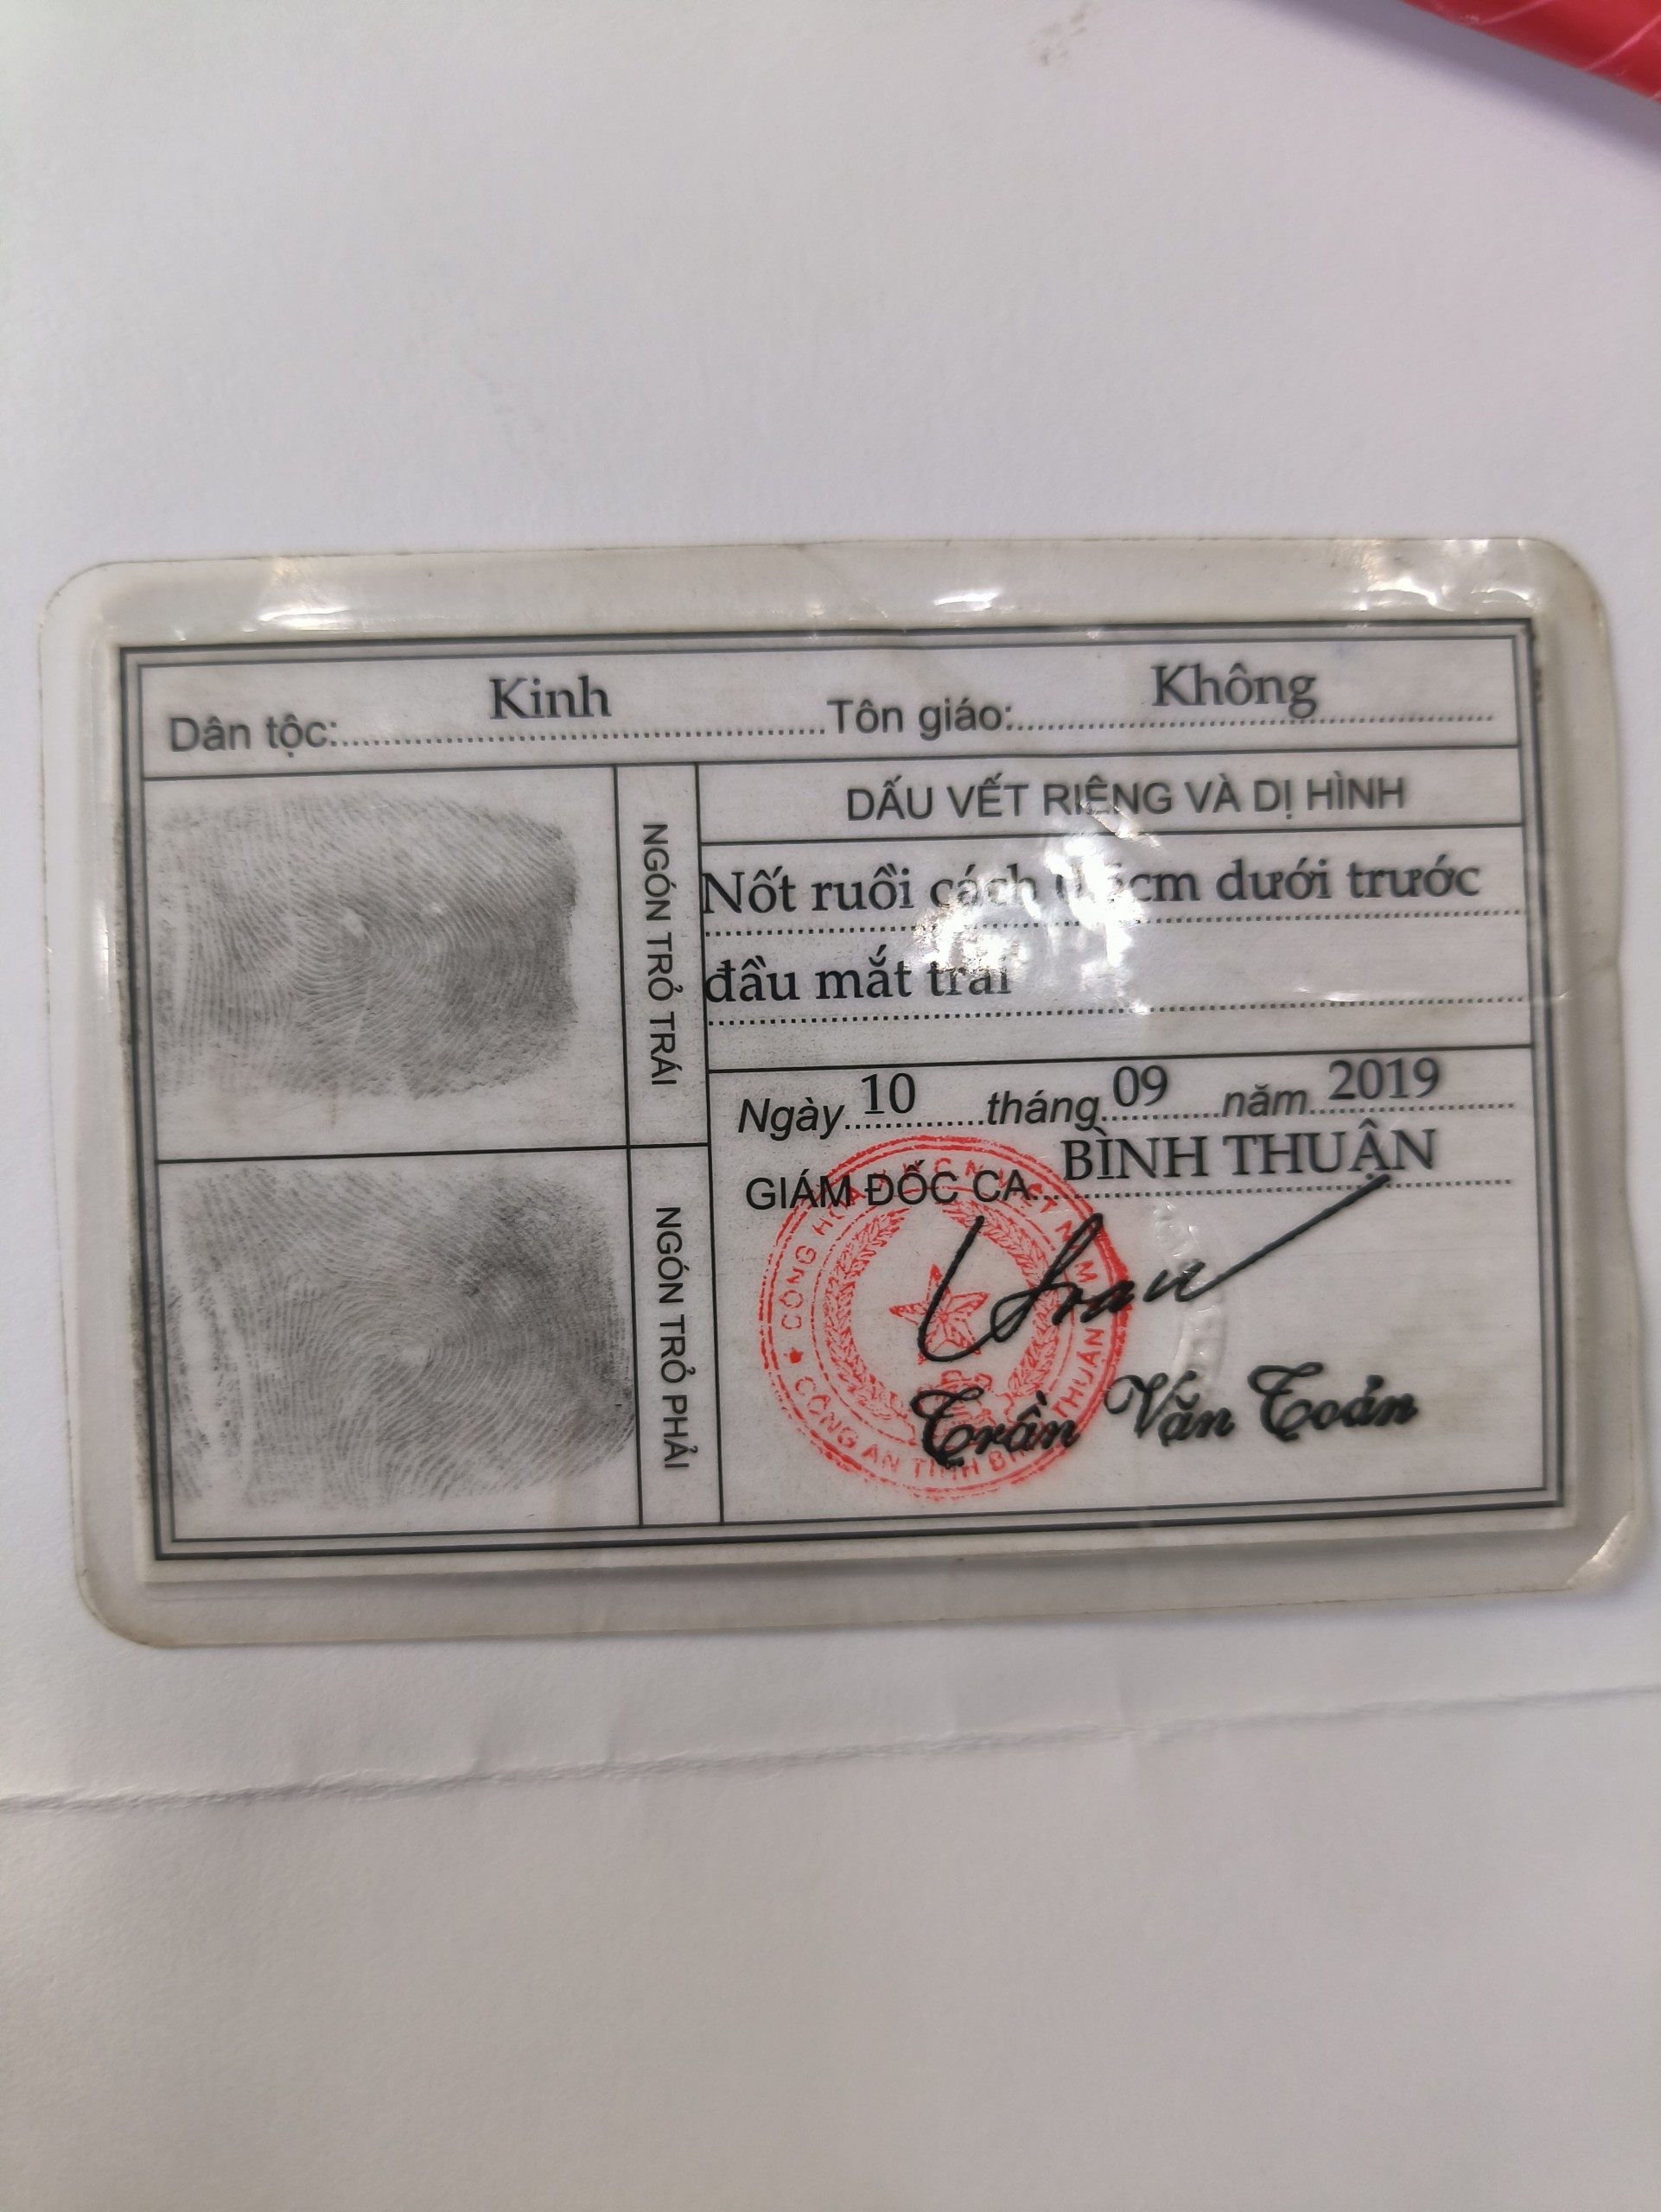 Dân tộc: Kinh Tôn giáo: Không
NGÓN TRỎ TRÁI
DẤU VẾT RIÊNG VÀ DỊ HÌNH
Nốt ruồi cách cm dưới trước
đầu mắt trái
Ngày 10 tháng 09 năm 2019
GIÁM ĐỐC CA BÌNH THUẬN
NGÓN TRỎ PHẢI
Trần Văn Toản